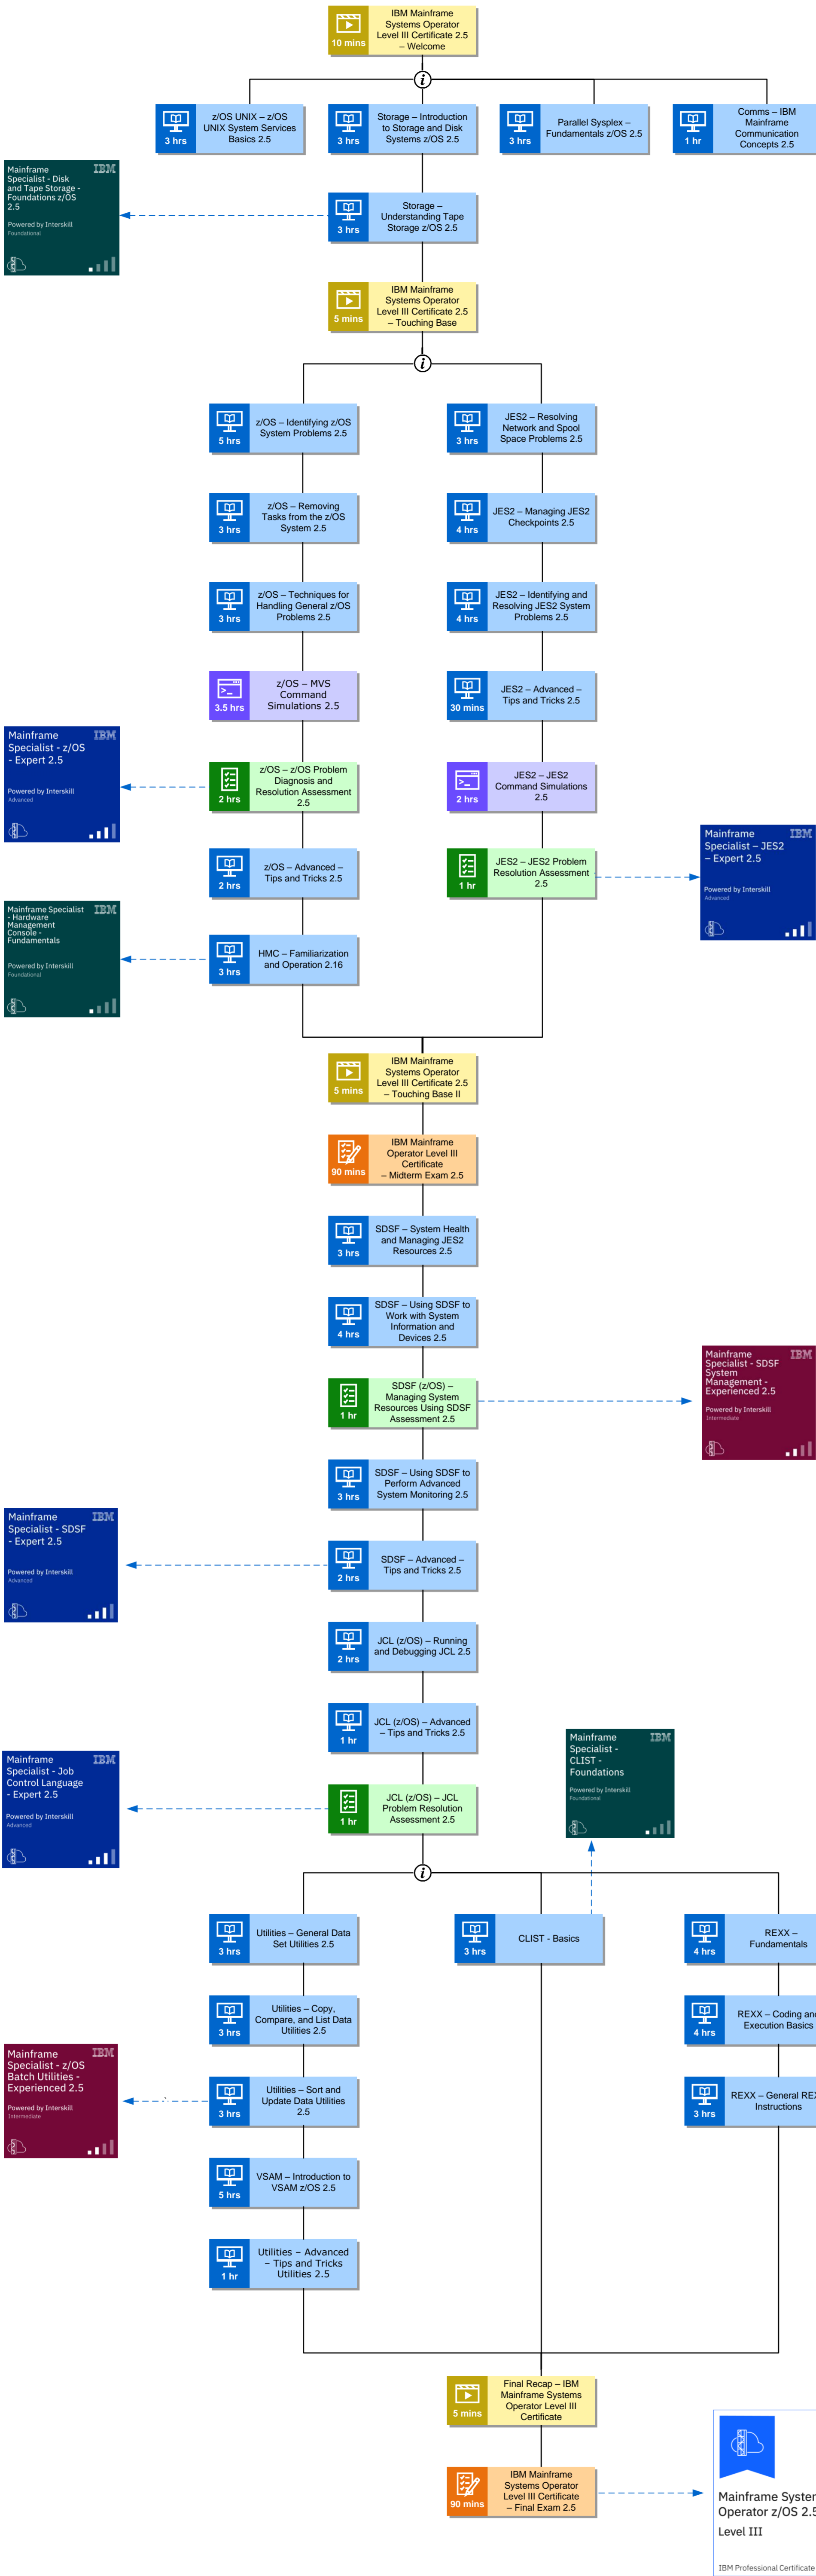 IBM Mainframe
Systems Operator
Level III Certificate 2.5
– Welcome
10 mins
i
z/OS UNIX – z/OS
UNIX System Services
Basics 2.5
3 hrs
Storage – Introduction
to Storage and Disk
Systems z/OS 2.5
3 hrs
Parallel Sysplex –
Fundamentals z/OS 2.5
3 hrs
Comms – IBM
Mainframe
Communication
Concepts 2.5
1 hr
Mainframe
Specialist - Disk
and Tape Storage -
Foundations z/OS
2.5
IBM
Powered by Interskill
Foundational
Storage –
Understanding Tape
Storage z/OS 2.5
3 hrs
IBM Mainframe
Systems Operator
Level III Certificate 2.5
– Touching Base
5 mins
i
z/OS – Identifying z/OS
System Problems 2.5
5 hrs
JES2 – Resolving
Network and Spool
Space Problems 2.5
3 hrs
z/OS – Removing
Tasks from the z/OS
System 2.5
3 hrs
JES2 – Managing JES2
Checkpoints 2.5
4 hrs
z/OS – Techniques for
Handling General z/OS
Problems 2.5
3 hrs
JES2 – Identifying and
Resolving JES2 System
Problems 2.5
4 hrs
z/OS – MVS
Command
Simulations 2.5
3.5 hrs
JES2 – Advanced –
Tips and Tricks 2.5
30 mins
Mainframe
Specialist - z/OS
- Expert 2.5
IBM
Powered by Interskill
Advanced
z/OS – z/OS Problem
Diagnosis and
Resolution Assessment
2.5
2 hrs
JES2 – JES2
Command Simulations
2.5
2 hrs
z/OS – Advanced –
Tips and Tricks 2.5
2 hrs
JES2 – JES2 Problem
Resolution Assessment
2.5
1 hr
Mainframe
Specialist – JES2
– Expert 2.5
IBM
Powered by Interskill
Advanced
Mainframe Specialist
- Hardware
Management
Console -
Fundamentals
IBM
Powered by Interskill
Foundational
HMC – Familiarization
and Operation 2.16
3 hrs
IBM Mainframe
Systems Operator
Level III Certificate 2.5
– Touching Base II
5 mins
IBM Mainframe
Operator Level III
Certificate
– Midterm Exam 2.5
90 mins
SDSF – System Health
and Managing JES2
Resources 2.5
3 hrs
SDSF – Using SDSF to
Work with System
Information and
Devices 2.5
4 hrs
SDSF (z/OS) –
Managing System
Resources Using SDSF
Assessment 2.5
1 hr
Mainframe
Specialist - SDSF
System
Management -
Experienced 2.5
IBM
Powered by Interskill
Intermediate
SDSF – Using SDSF to
Perform Advanced
System Monitoring 2.5
3 hrs
Mainframe
Specialist - SDSF
- Expert 2.5
IBM
Powered by Interskill
Advanced
SDSF – Advanced –
Tips and Tricks 2.5
2 hrs
JCL (z/OS) – Running
and Debugging JCL 2.5
2 hrs
JCL (z/OS) – Advanced
– Tips and Tricks 2.5
1 hr
Mainframe
Specialist -
CLIST -
Foundations
IBM
Powered by Interskill
Foundational
Mainframe
Specialist - Job
Control Language
- Expert 2.5
IBM
Powered by Interskill
Advanced
JCL (z/OS) – JCL
Problem Resolution
Assessment 2.5
1 hr
i
Utilities – General Data
Set Utilities 2.5
3 hrs
CLIST - Basics
3 hrs
REXX –
Fundamentals
4 hrs
Utilities – Copy,
Compare, and List Data
Utilities 2.5
3 hrs
REXX – Coding and
Execution Basics
4 hrs
Mainframe
Specialist - z/OS
Batch Utilities -
Experienced 2.5
IBM
Powered by Interskill
Intermediate
Utilities – Sort and
Update Data Utilities
2.5
3 hrs
REXX – General
Instructions
3 hrs
VSAM – Introduction to
VSAM z/OS 2.5
5 hrs
Utilities – Advanced
– Tips and Tricks
Utilities 2.5
1 hr
Final Recap – IBM
Mainframe Systems
Operator Level III
Certificate
5 mins
IBM Mainframe
Systems Operator
Level III Certificate
– Final Exam 2.5
90 mins
Mainframe
Operator z/OS 2.5
Level III
IBM Professional Certificate